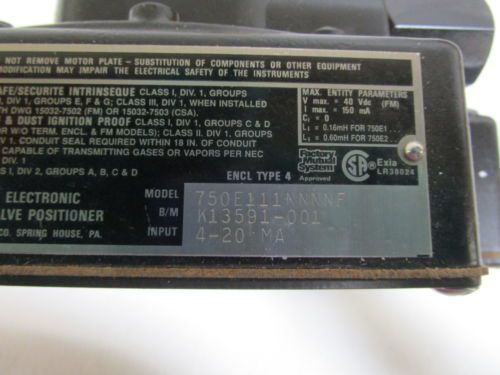 NOT REMOVE MOTOR PLATE - SUBSTITUTION OF COMPONENTS OR OTHER EQUIPMENT
MODIFICATION MAY IMPAIR THE ELECTRICAL SAFETY OF THE INSTRUMENTS
AFE/SECURITE INTRINSEQUE CLASS I, DIV 1, GROUPS
I, DIV 1, GROUPS E, F & G; CLASS III, DIV 1, WHEN INSTALLED
TH DWG 15032-7502 (FM) OR 15032-7503 (CSA).
F & DUST IGNITION PROOF CLASS I, DIV 1, GROUPS C & D
OR W/O TERM. ENCL. & FM MODELS); CLASS II. DIV 1. GROUPS
DIV 1. CONDUIT SEAL REQUIRED WITHIN 18 IN. OF CONDUIT
CAPABLE OF TRANSMITTING GASES OR VAPORS PER NEC
DIV. 1
S I, DIV 2, GROUPS A, B, C & D
ENCL TYPE 4
MAX. ENTITY PARAMETERS
V max. = 40 Vdc (FM)
I max. = 150 mA
Ci = 0
Li = 0.16mH FOR 750E1
Li = 0.60mH FOR 750E2
Factory Mutual System
Approved
SA
Exia
LR38024
ELECTRONIC
LVE POSITIONER
CO. SPRING HOUSE, PA.
MODEL 750E111NNNNF
B/M K13591-001
INPUT 4-20 MA